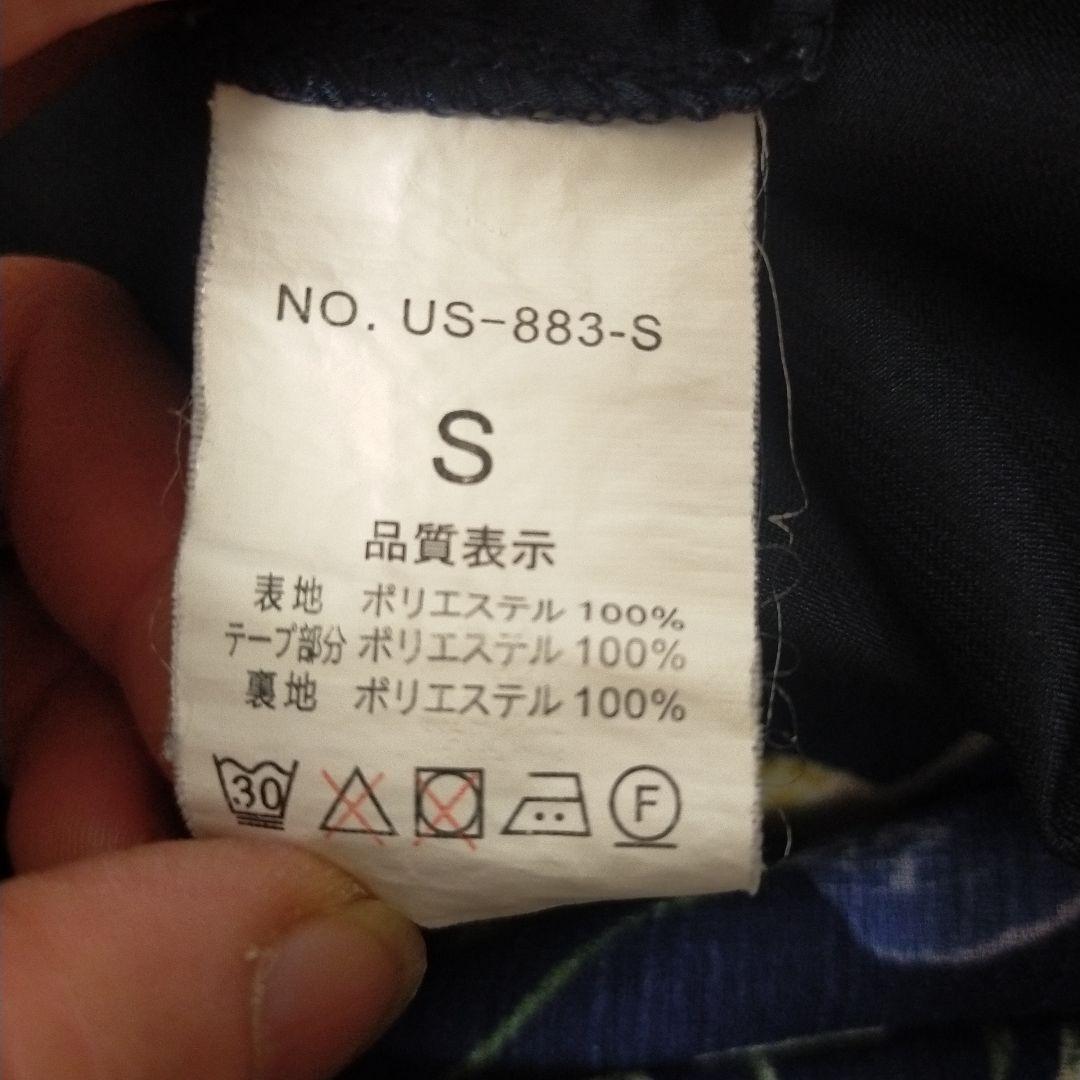 NO. US-883-S
S
品質表示
表地 ポリエステル 100%
テープ部分 ポリエステル 100%
裏地 ポリエステル 100%
30
F